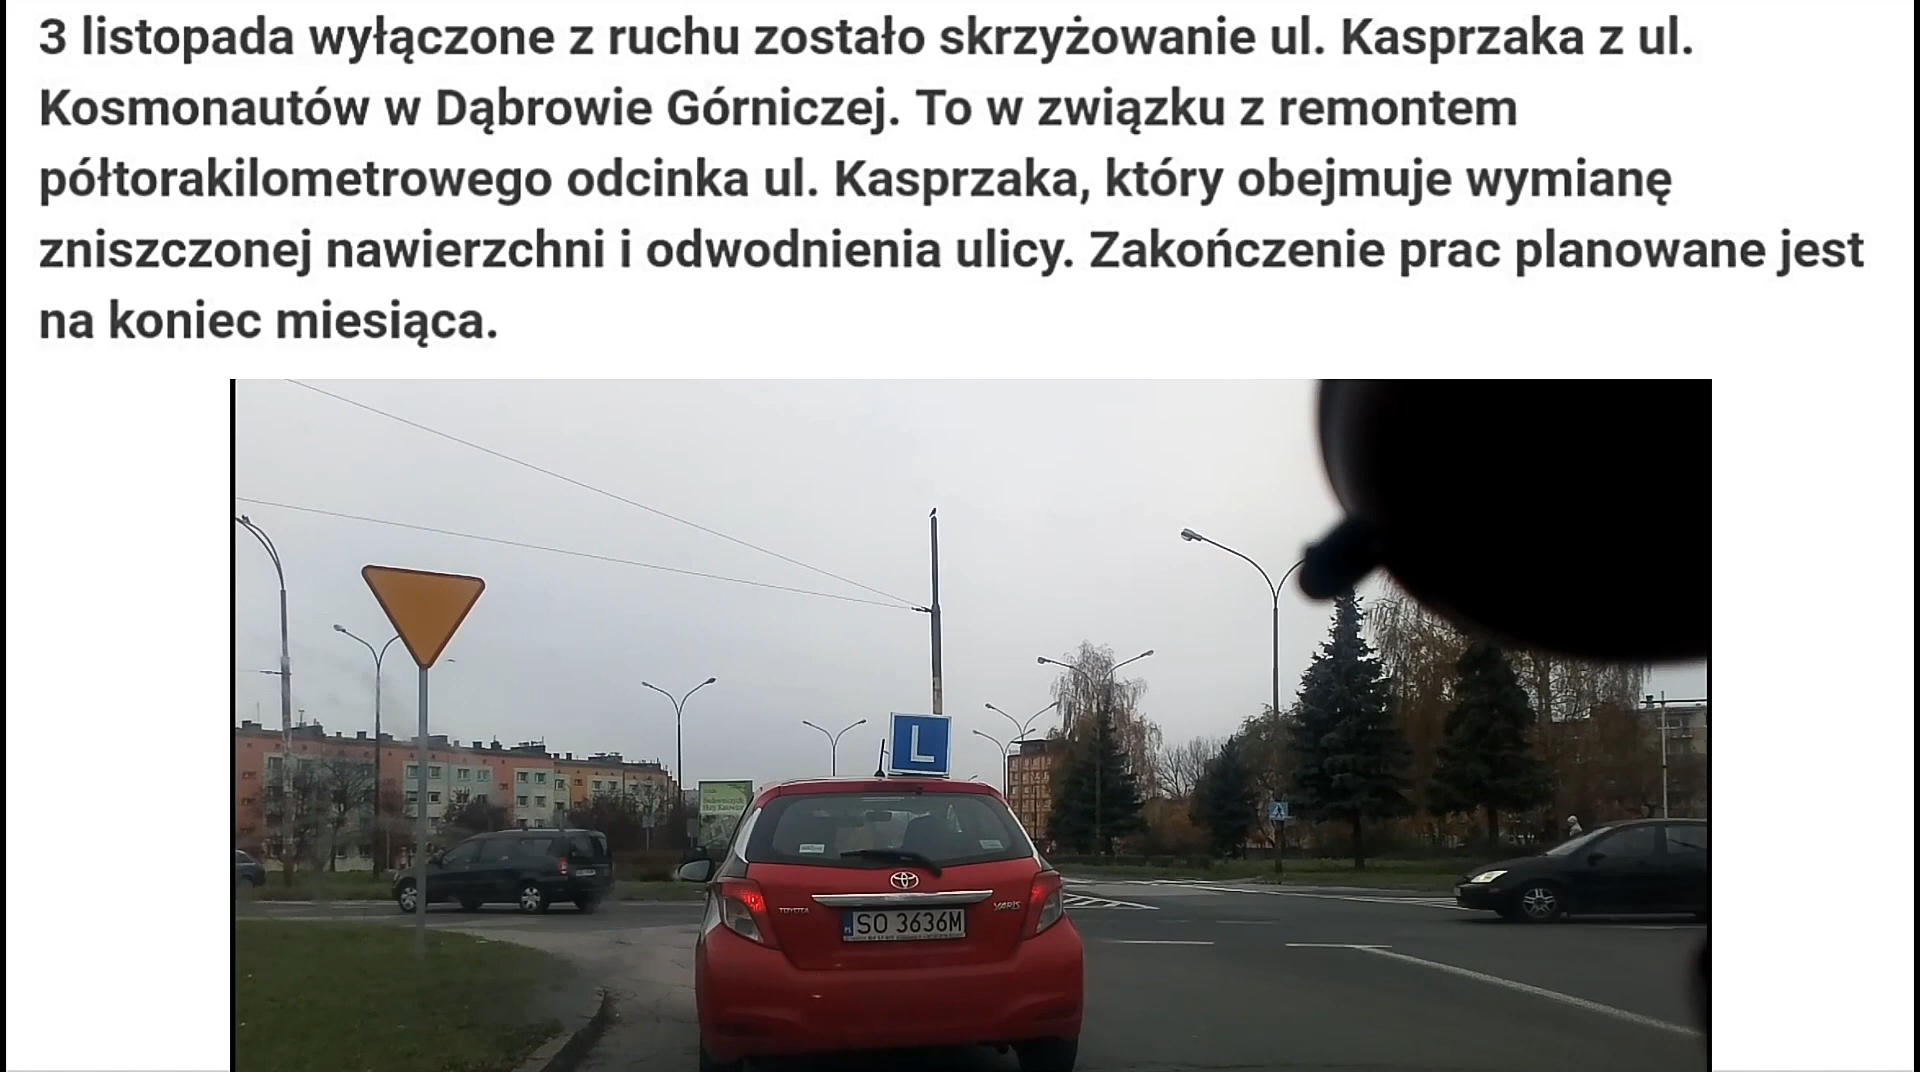 3 listopada wyłączone z ruchu zostało skrzyżowanie ul. Kasprzaka z ul.
Kosmonautów w Dąbrowie Górniczej. To w związku z remontem
półtorakilometrowego odcinka ul. Kasprzaka, który obejmuje wymianę
zniszczonej nawierzchni i odwodnienia ulicy. Zakończenie prac planowane jest
na koniec miesiąca.
L
TOYOTA
YARIS
SO 3636M